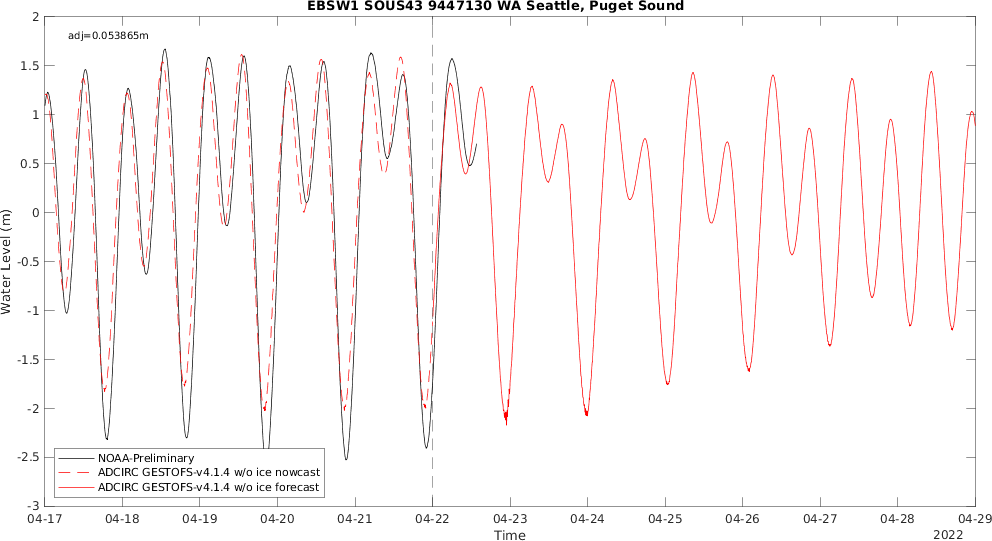 EBSW1 SOUS43 9447130 WA Seattle, Puget Sound
adj=0.053865m
2
1.5
1
0.5
0
-0.5
-1
-1.5
-2
-2.5
-3
Water Level (m)
NOAA-Preliminary
ADCIRC GESTOFS-v4.1.4 w/o ice nowcast
ADCIRC GESTOFS-v4.1.4 w/o ice forecast
04-17 04-18 04-19 04-20 04-21 04-22 04-23 04-24 04-25 04-26 04-27 04-28 04-29
Time
2022